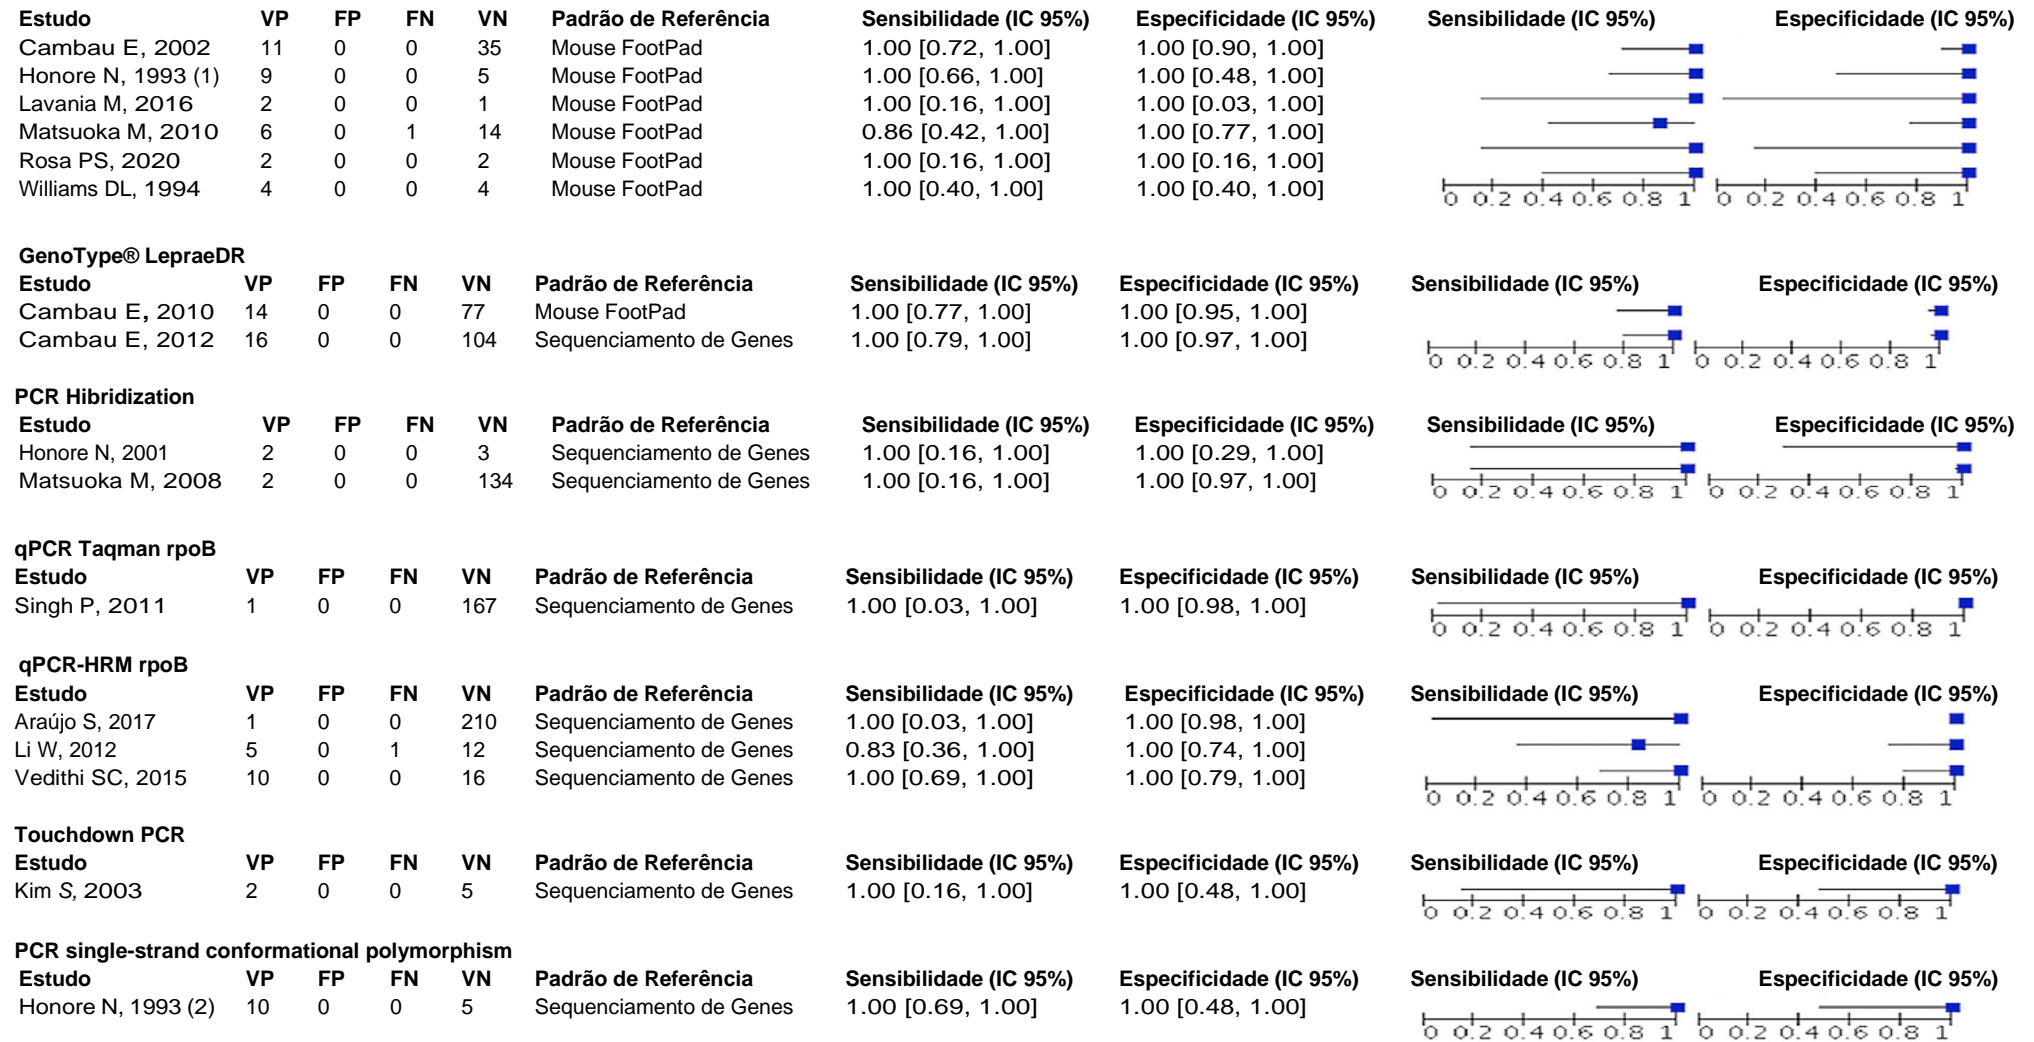 Estudo VP FP FN VN Padrão de Referência Sensibilidade (IC 95%) Especificidade (IC 95%) Sensibilidade (IC 95%) Especificidade (IC 95%)
Cambau E, 2002 11 0 0 35 Mouse FootPad 1.00 [0.72, 1.00] 1.00 [0.90, 1.00]
Honore N, 1993 (1) 9 0 0 5 Mouse FootPad 1.00 [0.66, 1.00] 1.00 [0.48, 1.00]
Lavania M, 2016 2 0 0 1 Mouse FootPad 1.00 [0.16, 1.00] 1.00 [0.03, 1.00]
Matsuoka M, 2010 6 0 1 14 Mouse FootPad 0.86 [0.42, 1.00] 1.00 [0.77, 1.00]
Rosa PS, 2020 2 0 0 2 Mouse FootPad 1.00 [0.16, 1.00] 1.00 [0.16, 1.00]
Williams DL, 1994 4 0 0 4 Mouse FootPad 1.00 [0.40, 1.00] 1.00 [0.40, 1.00]
0 0.2 0.4 0.6 0.8 1 0 0.2 0.4 0.6 0.8 1
GenoType® LepraeDR
Estudo VP FP FN VN Padrão de Referência Sensibilidade (IC 95%) Especificidade (IC 95%) Sensibilidade (IC 95%) Especificidade (IC 95%)
Cambau E, 2010 14 0 0 77 Mouse FootPad 1.00 [0.77, 1.00] 1.00 [0.95, 1.00]
Cambau E, 2012 16 0 0 104 Sequenciamento de Genes 1.00 [0.79, 1.00] 1.00 [0.97, 1.00]
0 0.2 0.4 0.6 0.8 1 0 0.2 0.4 0.6 0.8 1
PCR Hibridization
Estudo VP FP FN VN Padrão de Referência Sensibilidade (IC 95%) Especificidade (IC 95%) Sensibilidade (IC 95%) Especificidade (IC 95%)
Honore N, 2001 2 0 0 3 Sequenciamento de Genes 1.00 [0.16, 1.00] 1.00 [0.29, 1.00]
Matsuoka M, 2008 2 0 0 134 Sequenciamento de Genes 1.00 [0.16, 1.00] 1.00 [0.97, 1.00]
0 0.2 0.4 0.6 0.8 1 0 0.2 0.4 0.6 0.8 1
qPCR Taqman rpoB
Estudo VP FP FN VN Padrão de Referência Sensibilidade (IC 95%) Especificidade (IC 95%) Sensibilidade (IC 95%) Especificidade (IC 95%)
Singh P, 2011 1 0 0 167 Sequenciamento de Genes 1.00 [0.03, 1.00] 1.00 [0.98, 1.00]
0 0.2 0.4 0.6 0.8 1 0 0.2 0.4 0.6 0.8 1
qPCR-HRM rpoB
Estudo VP FP FN VN Padrão de Referência Sensibilidade (IC 95%) Especificidade (IC 95%) Sensibilidade (IC 95%) Especificidade (IC 95%)
Araújo S, 2017 1 0 0 210 Sequenciamento de Genes 1.00 [0.03, 1.00] 1.00 [0.98, 1.00]
Li W, 2012 5 0 1 12 Sequenciamento de Genes 0.83 [0.36, 1.00] 1.00 [0.74, 1.00]
Vedithi SC, 2015 10 0 0 16 Sequenciamento de Genes 1.00 [0.69, 1.00] 1.00 [0.79, 1.00]
0 0.2 0.4 0.6 0.8 1 0 0.2 0.4 0.6 0.8 1
Touchdown PCR
Estudo VP FP FN VN Padrão de Referência Sensibilidade (IC 95%) Especificidade (IC 95%) Sensibilidade (IC 95%) Especificidade (IC 95%)
Kim S, 2003 2 0 0 5 Sequenciamento de Genes 1.00 [0.16, 1.00] 1.00 [0.48, 1.00]
0 0.2 0.4 0.6 0.8 1 0 0.2 0.4 0.6 0.8 1
PCR single-strand conformational polymorphism
Estudo VP FP FN VN Padrão de Referência Sensibilidade (IC 95%) Especificidade (IC 95%) Sensibilidade (IC 95%) Especificidade (IC 95%)
Honore N, 1993 (2) 10 0 0 5 Sequenciamento de Genes 1.00 [0.69, 1.00] 1.00 [0.48, 1.00]
0 0.2 0.4 0.6 0.8 1 0 0.2 0.4 0.6 0.8 1